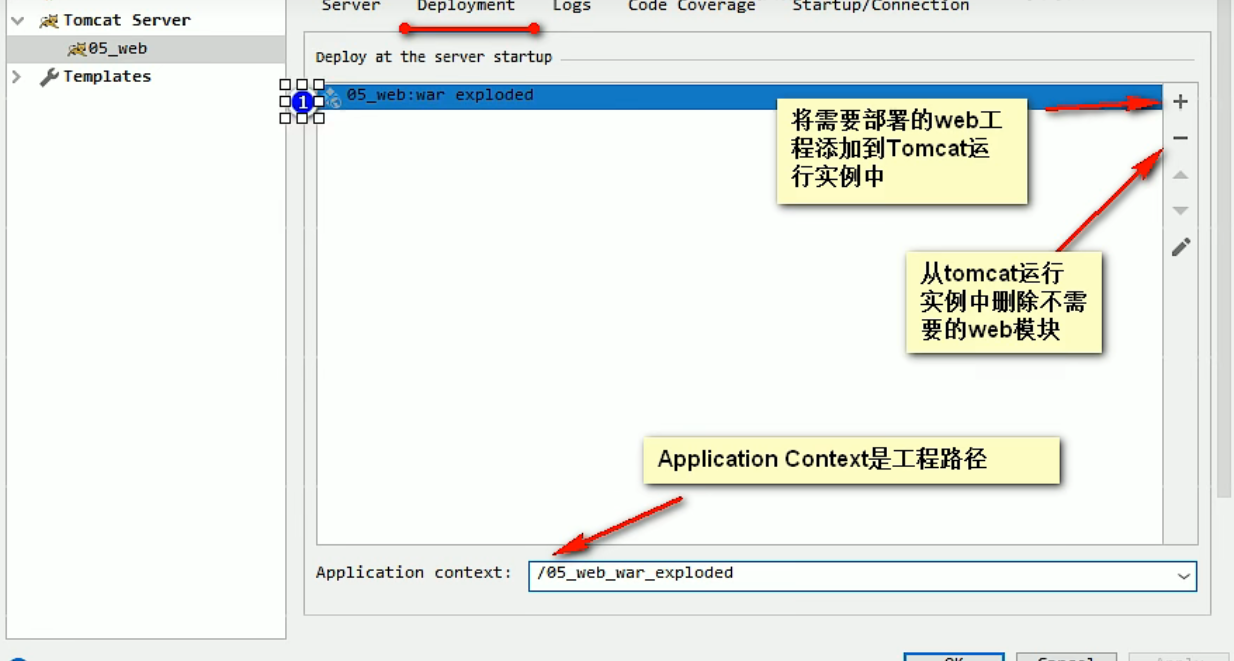 Server Deployment Logs Code Coverage Startup/Connection
Tomcat Server
05_web
Templates
Deploy at the server startup
1
05_web:war exploded
将需要部署的web工
程添加到Tomcat运
行实例中
从tomcat运行
实例中删除不需
要的web模块
Application Context是工程路径
Application context: /05_web_war_exploded
OK Cancel